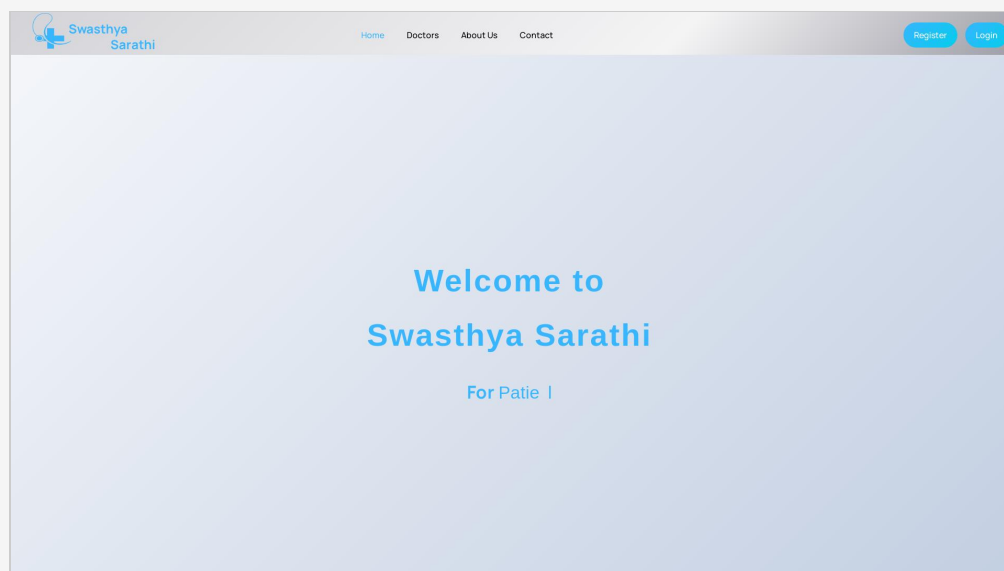 Swasthya
Sarathi
Home Doctors About Us Contact Register Login
Welcome to
Swasthya Sarathi
For Patie |